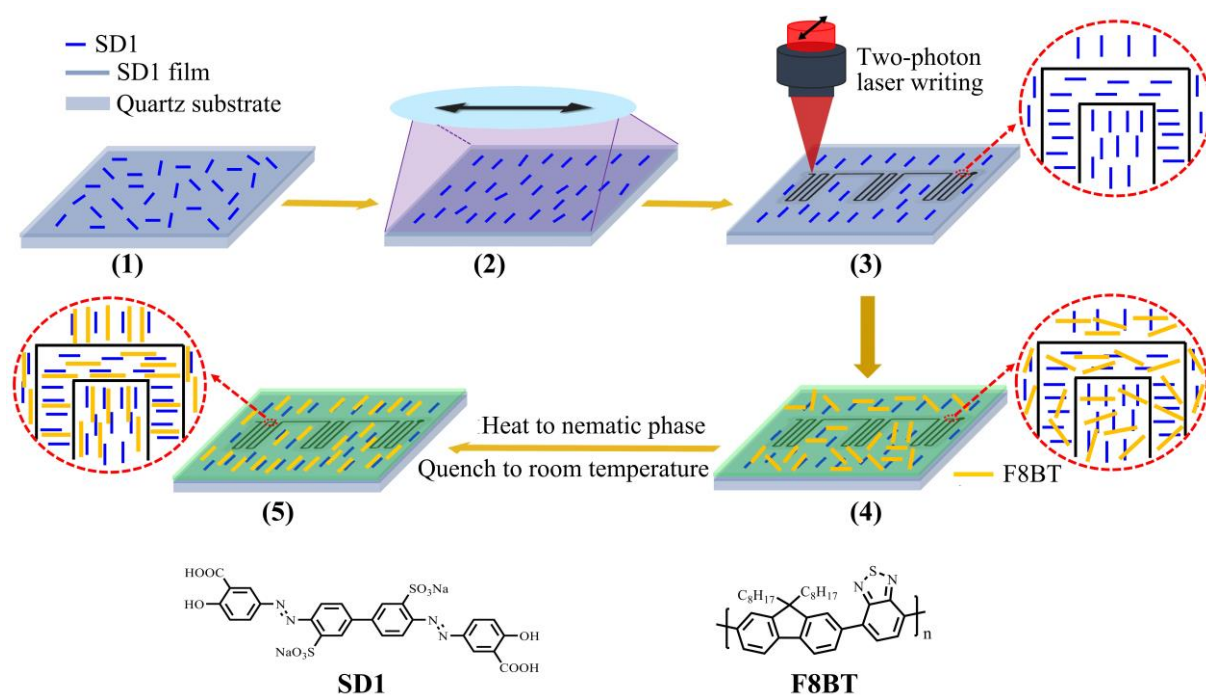 SD1
SD1 film
Quartz substrate
Two-photon
laser writing
(1)
(2)
(3)
Heat to nematic phase
Quench to room temperature
F8BT
(5)
(4)
HOOC
HO
N
N
SO₃Na
NaO₃S
N
N
OH
COOH
SD1
C₈H₁₇
C₈H₁₇
N
S
N
n
F8BT